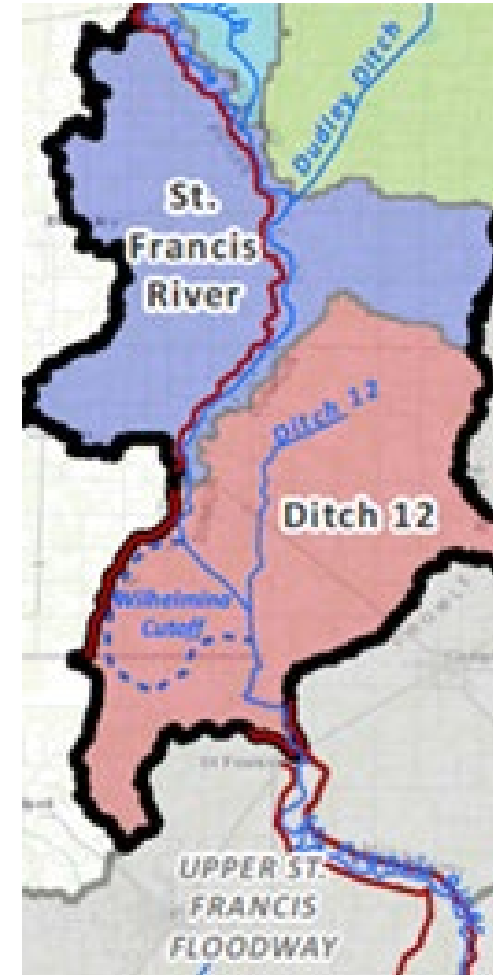 Dudley Ditch
St.
Francis
River
Ditch 12
Ditch 12
Wilhelmina
Cutoff
UPPER ST.
FRANCIS
FLOODWAY